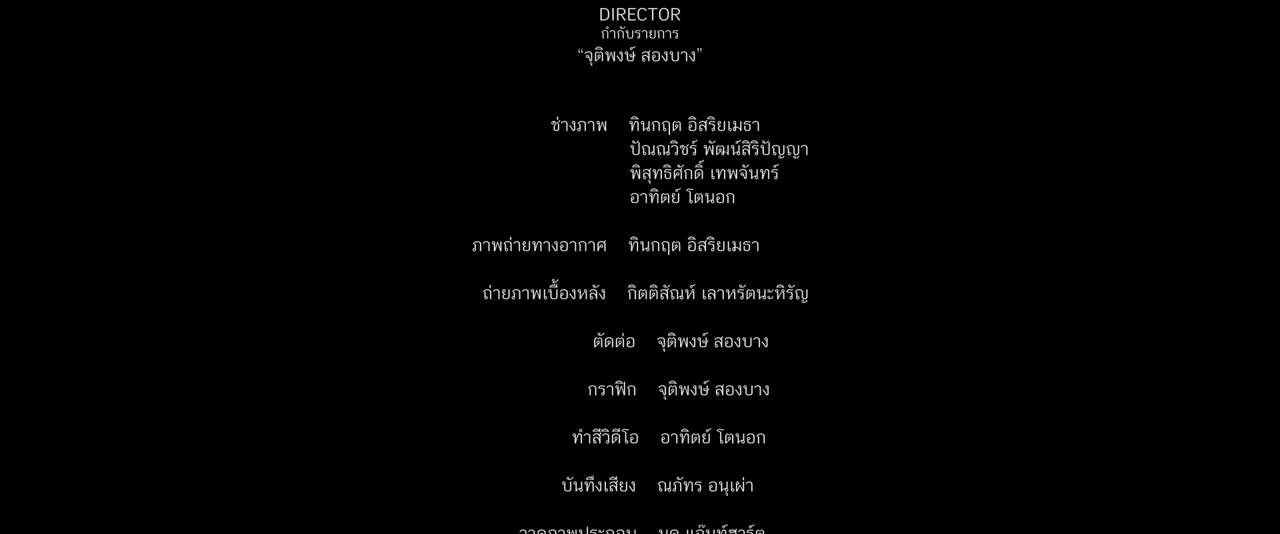 DIRECTOR
กำกับรายการ
“จุติพงษ์ สองบาง”
ช่างภาพ ทินกฤต อิสริยเมธา
ปัณณวิชร์ พัฒน์สิริปัญญา
พิสุทธิศักดิ์ เทพจันทร์
อาทิตย์ โตนอก
ภาพถ่ายทางอากาศ ทินกฤต อิสริยเมธา
ถ่ายภาพเบื้องหลัง กิตติสัณห์ เลาหรัตนะหิรัญ
ตัดต่อ จุติพงษ์ สองบาง
กราฟิก จุติพงษ์ สองบาง
ทำสีวิดีโอ อาทิตย์ โตนอก
บันทึงเสียง ณภัทร อนุเผ่า